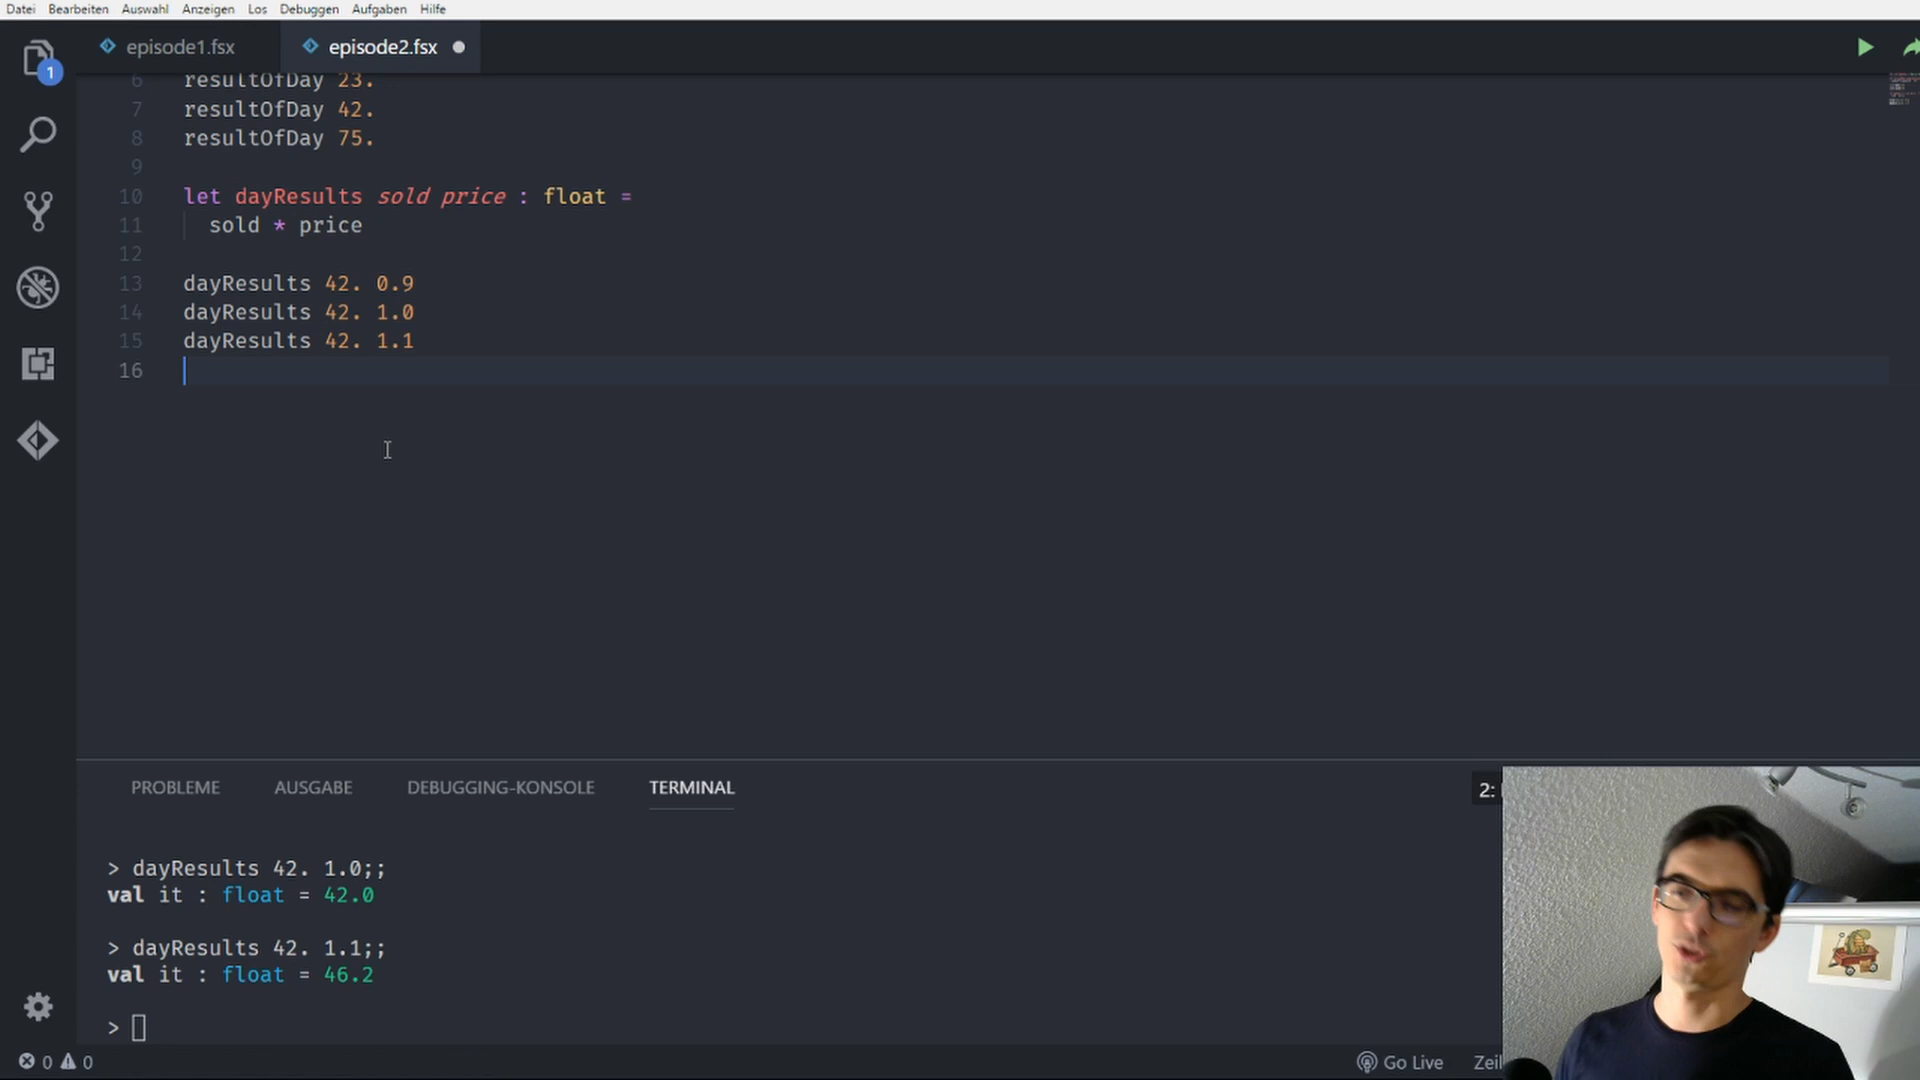 Datei Bearbeiten Auswahl Anzeigen Los Debuggen Aufgaben Hilfe
episode1.fsx episode2.fsx
1
6 resultOfDay 23.
7 resultOfDay 42.
8 resultOfDay 75.
9
10 let dayResults sold price : float =
11 sold * price
12
13 dayResults 42. 0.9
14 dayResults 42. 1.0
15 dayResults 42. 1.1
16
PROBLEME AUSGABE DEBUGGING-KONSOLE TERMINAL 2:
> dayResults 42. 1.0;;
val it : float = 42.0
> dayResults 42. 1.1;;
val it : float = 46.2
>
0 0 Go Live Zeil